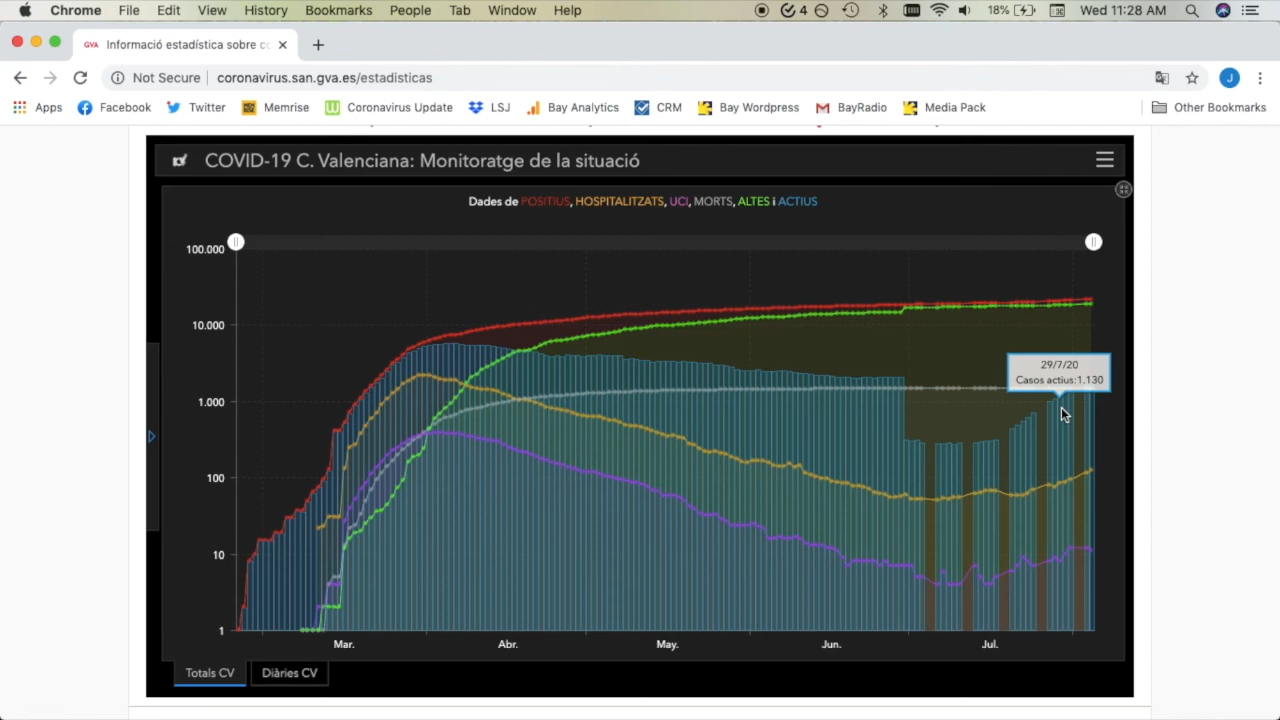 Chrome File Edit View History Bookmarks People Tab Window Help 4 18% Wed 11:28 AM
GVA Informació estadística sobre co
Not Secure coronavirus.san.gva.es/estadisticas J
Apps Facebook Twitter Memrise Coronavirus Update LSJ Bay Analytics CRM Bay Wordpress BayRadio Media Pack Other Bookmarks
COVID-19 C. Valenciana: Monitoratge de la situació
Dades de POSITIUS, HOSPITALITZATS, UCI, MORTS, ALTES i ACTIUS
100.000
10.000
29/7/20
Casos actius:1.130
1.000
100
10
1
Mar. Abr. May. Jun. Jul.
Totals CV Diàries CV